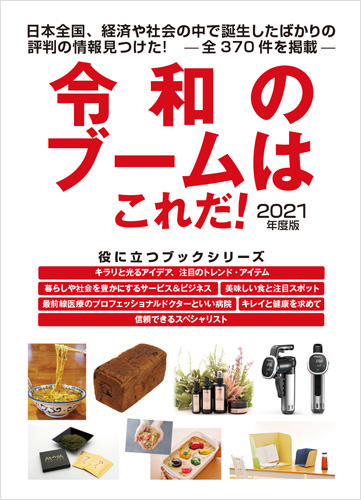 日本全国、経済や社会の中で誕生したばかりの
評判の情報見つけた! ―全370件を掲載―
令和の
ブームは
これだ!
2021
年度版
役に立つブックシリーズ
キラリと光るアイデア、注目のトレンド・アイテム
暮らしや社会を豊かにするサービス&ビジネス
美味しい食と注目スポット
最前線医療のプロフェッショナルドクターといい病院
キレイと健康を求めて
信頼できるスペシャリスト